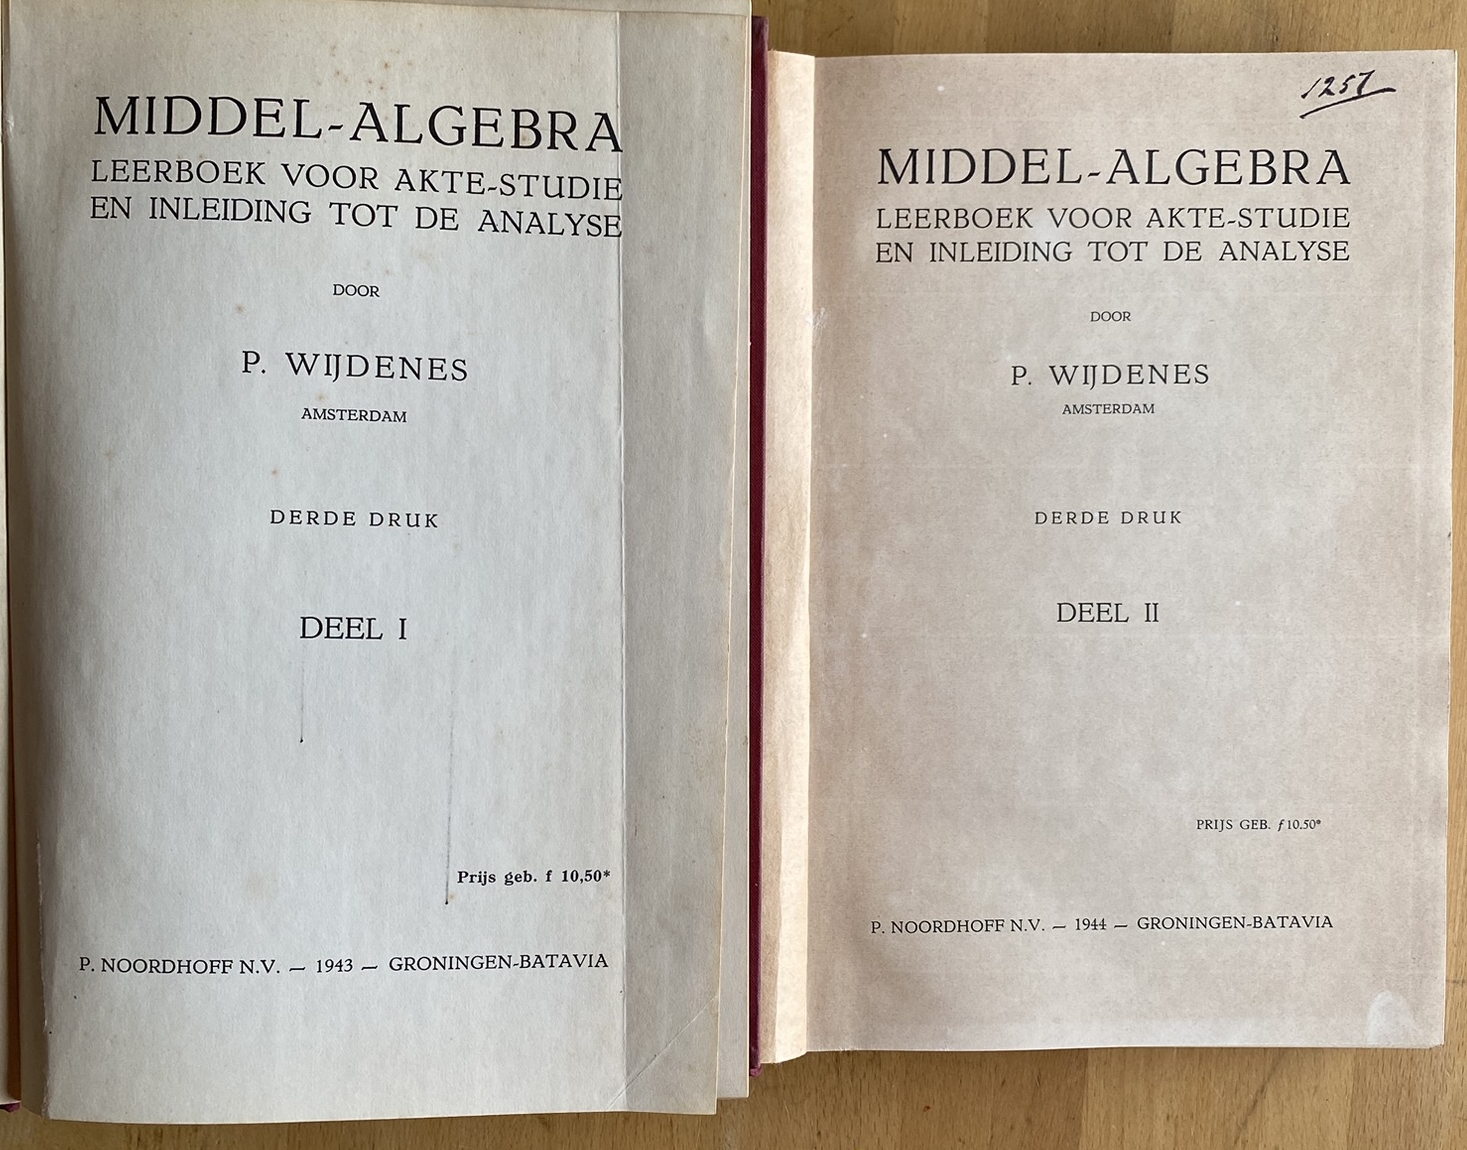 MIDDEL-ALGEBRA
LEERBOEK VOOR AKTE-STUDIE
EN INLEIDING TOT DE ANALYSE
DOOR
P. WIJDENES
AMSTERDAM
DERDE DRUK
DEEL I
Prijs geb. f 10,50*
P. NOORDHOFF N.V. — 1943 — GRONINGEN-BATAVIA
1257
MIDDEL-ALGEBRA
LEERBOEK VOOR AKTE-STUDIE
EN INLEIDING TOT DE ANALYSE
DOOR
P. WIJDENES
AMSTERDAM
DERDE DRUK
DEEL II
PRIJS GEB. f 10.50*
P. NOORDHOFF N.V. — 1944 — GRONINGEN-BATAVIA